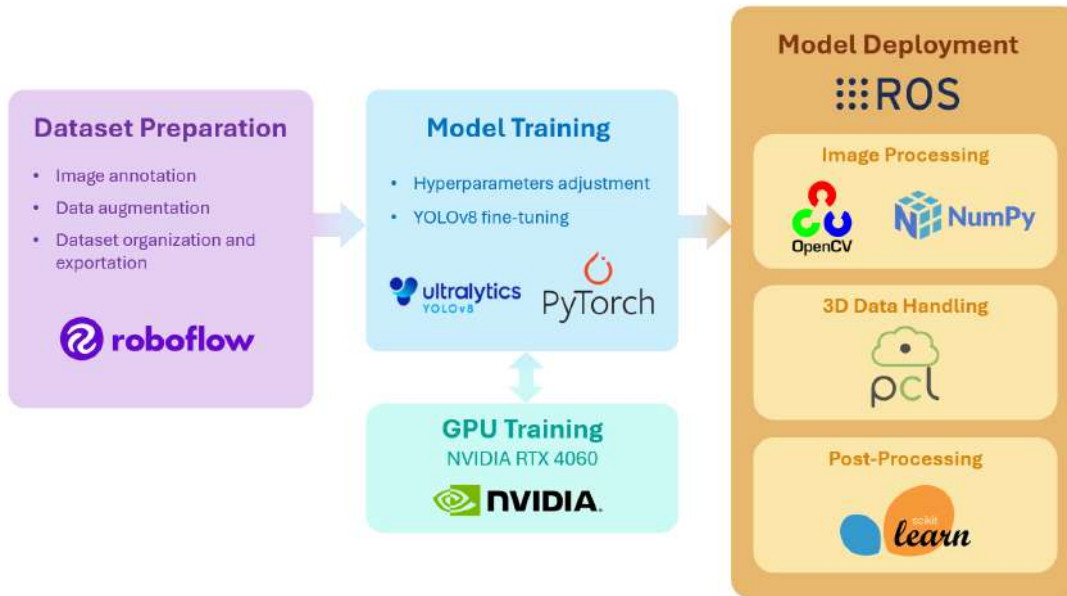 Dataset Preparation
• Image annotation
• Data augmentation
• Dataset organization and
exportation
roboflow
Model Training
• Hyperparameters adjustment
• YOLOv8 fine-tuning
ultralytics
YOLOv8
PyTorch
GPU Training
NVIDIA RTX 4060
NVIDIA.
Model Deployment
ROS
Image Processing
OpenCV
NumPy
3D Data Handling
pcl
Post-Processing
scikit
learn